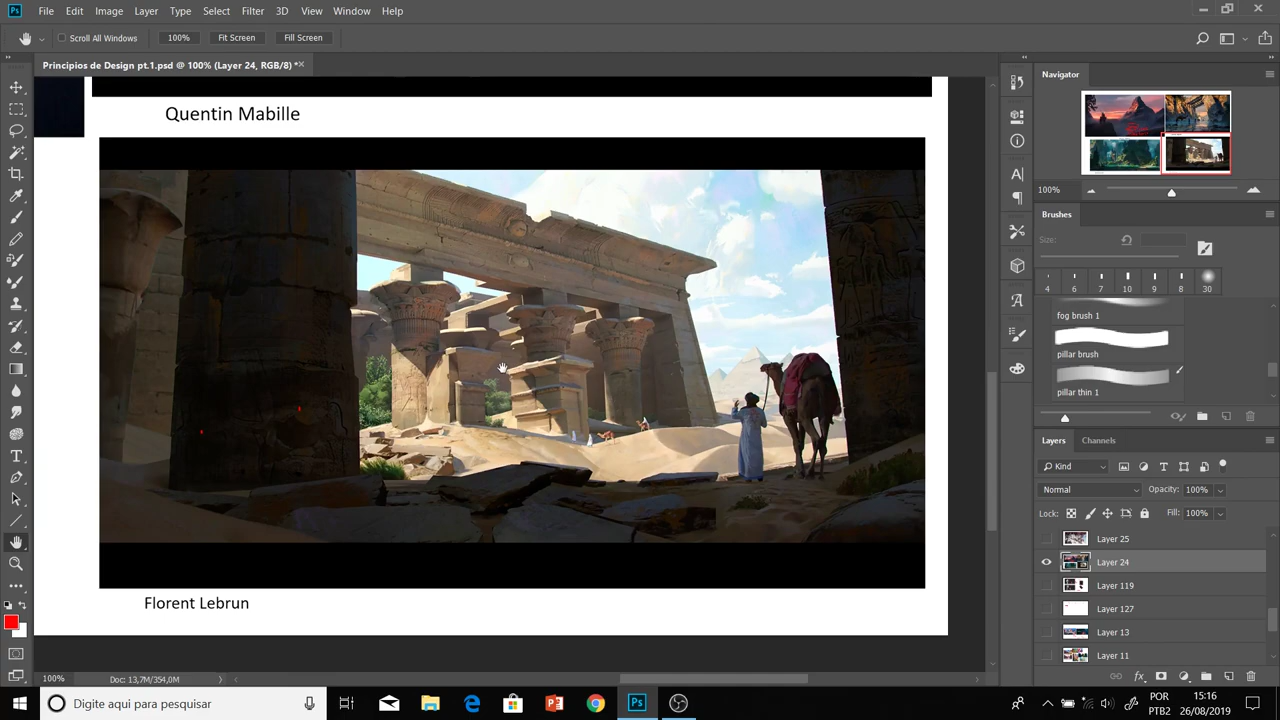 Ps File Edit Image Layer Type Select Filter 3D View Window Help
Scroll All Windows 100% Fit Screen Fill Screen
Principios de Design pt.1.psd @ 100% (Layer 24, RGB/8) *
Quentin Mabille
Florent Lebrun
Navigator
100%
Brushes
Size:
4 6 7 10 9 8 30
fog brush 1
pillar brush
pillar thin 1
Layers Channels
Kind
Normal Opacity: 100%
Lock: Fill: 100%
Layer 25
Layer 24
Layer 119
Layer 127
Layer 13
Layer 11
100% Doc: 13,7M/354,0M
Digite aqui para pesquisar
POR
PTB2
15:16
26/08/2019